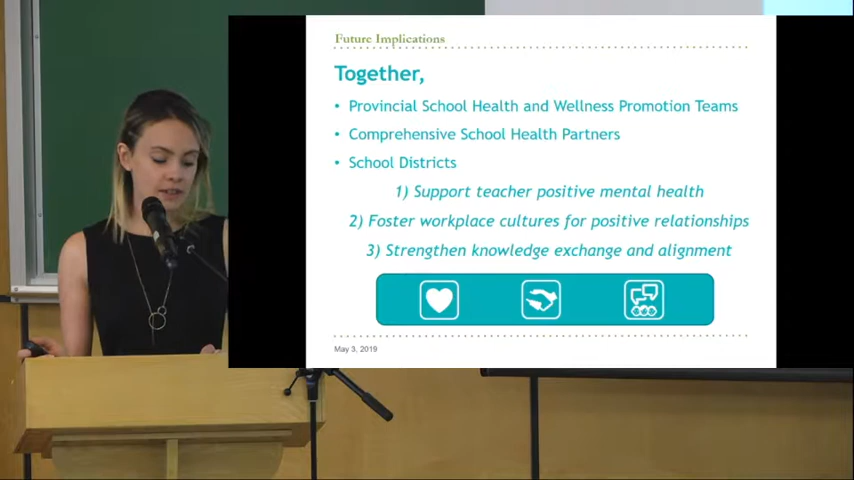 Future Implications
Together,
• Provincial School Health and Wellness Promotion Teams
• Comprehensive School Health Partners
• School Districts
1) Support teacher positive mental health
2) Foster workplace cultures for positive relationships
3) Strengthen knowledge exchange and alignment
May 3, 2019